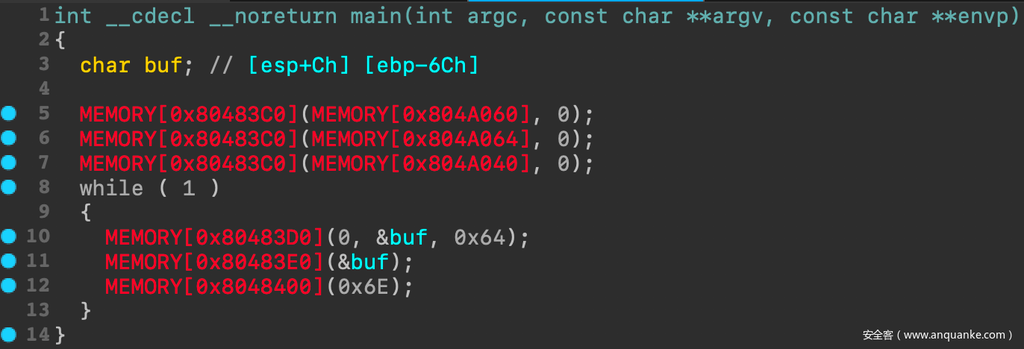 1 int __cdecl __noreturn main(int argc, const char **argv, const char **envp)
2 {
3 char buf; // [esp+Ch] [ebp-6Ch]
4
5 MEMORY[0x80483C0](MEMORY[0x804A060], 0);
6 MEMORY[0x80483C0](MEMORY[0x804A064], 0);
7 MEMORY[0x80483C0](MEMORY[0x804A040], 0);
8 while ( 1 )
9 {
10 MEMORY[0x80483D0](0, &buf, 0x64);
11 MEMORY[0x80483E0](&buf);
12 MEMORY[0x8048400](0x6E);
13 }
14 }
安全客（www.anquanke.com）